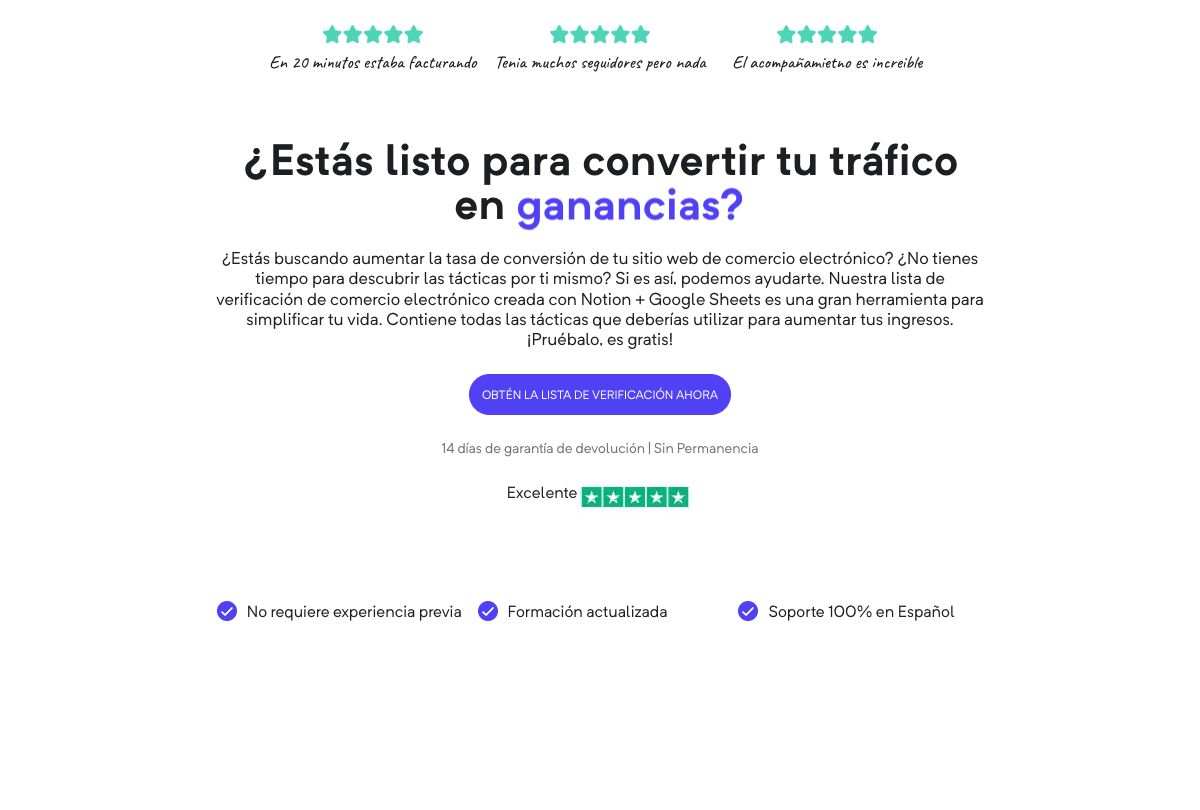 En 20 minutos estaba facturando
Tenia muchos seguidores pero nada
El acompañamietno es increible
¿Estás listo para convertir tu tráfico
en ganancias?
¿Estás buscando aumentar la tasa de conversión de tu sitio web de comercio electrónico? ¿No tienes
tiempo para descubrir las tácticas por ti mismo? Si es así, podemos ayudarte. Nuestra lista de
verificación de comercio electrónico creada con Notion + Google Sheets es una gran herramienta para
simplificar tu vida. Contiene todas las tácticas que deberías utilizar para aumentar tus ingresos.
¡Pruébalo, es gratis!
OBTÉN LA LISTA DE VERIFICACIÓN AHORA
14 días de garantía de devolución | Sin Permanencia
Excelente
No requiere experiencia previa
Formación actualizada
Soporte 100% en Español